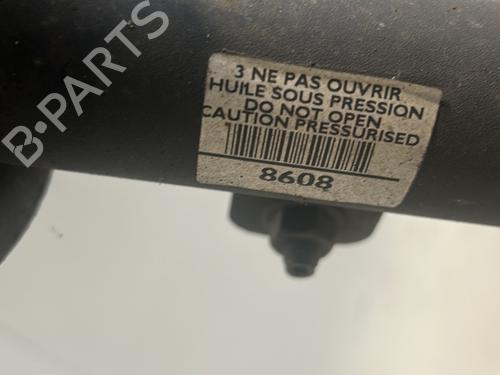 B-PARTS
3 NE PAS OUVRIR
HUILE SOUS PRESSION
DO NOT OPEN
CAUTION PRESSURISED
8608